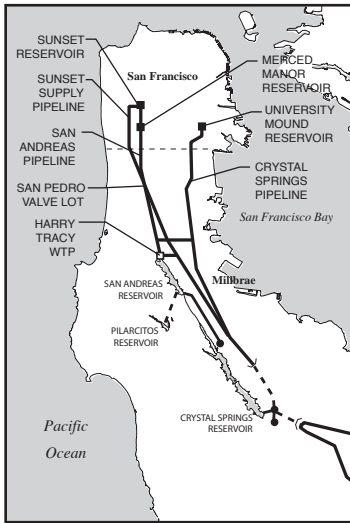 SUNSET
RESERVOIR
San Francisco
MERCED
MANOR
RESERVOIR
SUNSET
SUPPLY
PIPELINE
UNIVERSITY
MOUND
RESERVOIR
SAN
ANDREAS
PIPELINE
CRYSTAL
SPRINGS
PIPELINE
SAN PEDRO
VALVE LOT
San Francisco Bay
HARRY
TRACY
WTP
Millbrae
SAN ANDREAS
RESERVOIR
PILARCITOS
RESERVOIR
CRYSTAL SPRINGS
RESERVOIR
Pacific
Ocean